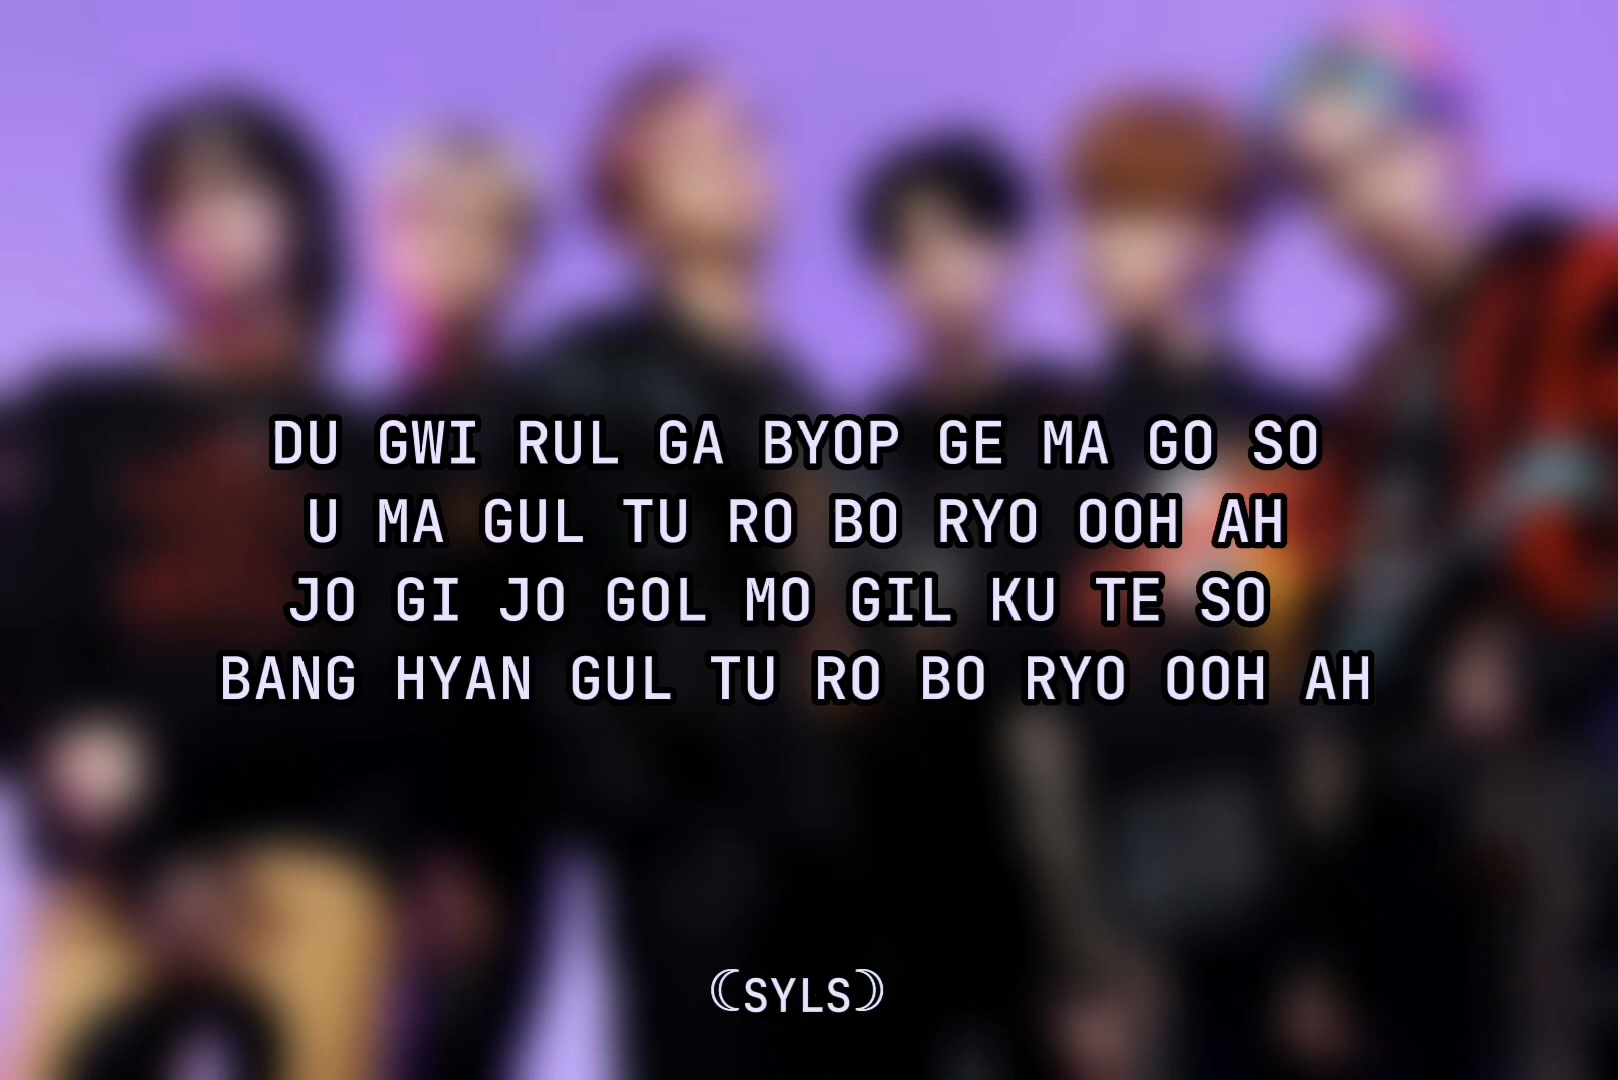 DU GWI RUL GA BYOP GE MA GO SO
U MA GUL TU RO BO RYO OOH AH
JO GI JO GOL MO GIL KU TE SO
BANG HYAN GUL TU RO BO RYO OOH AH
☾SYLS☽